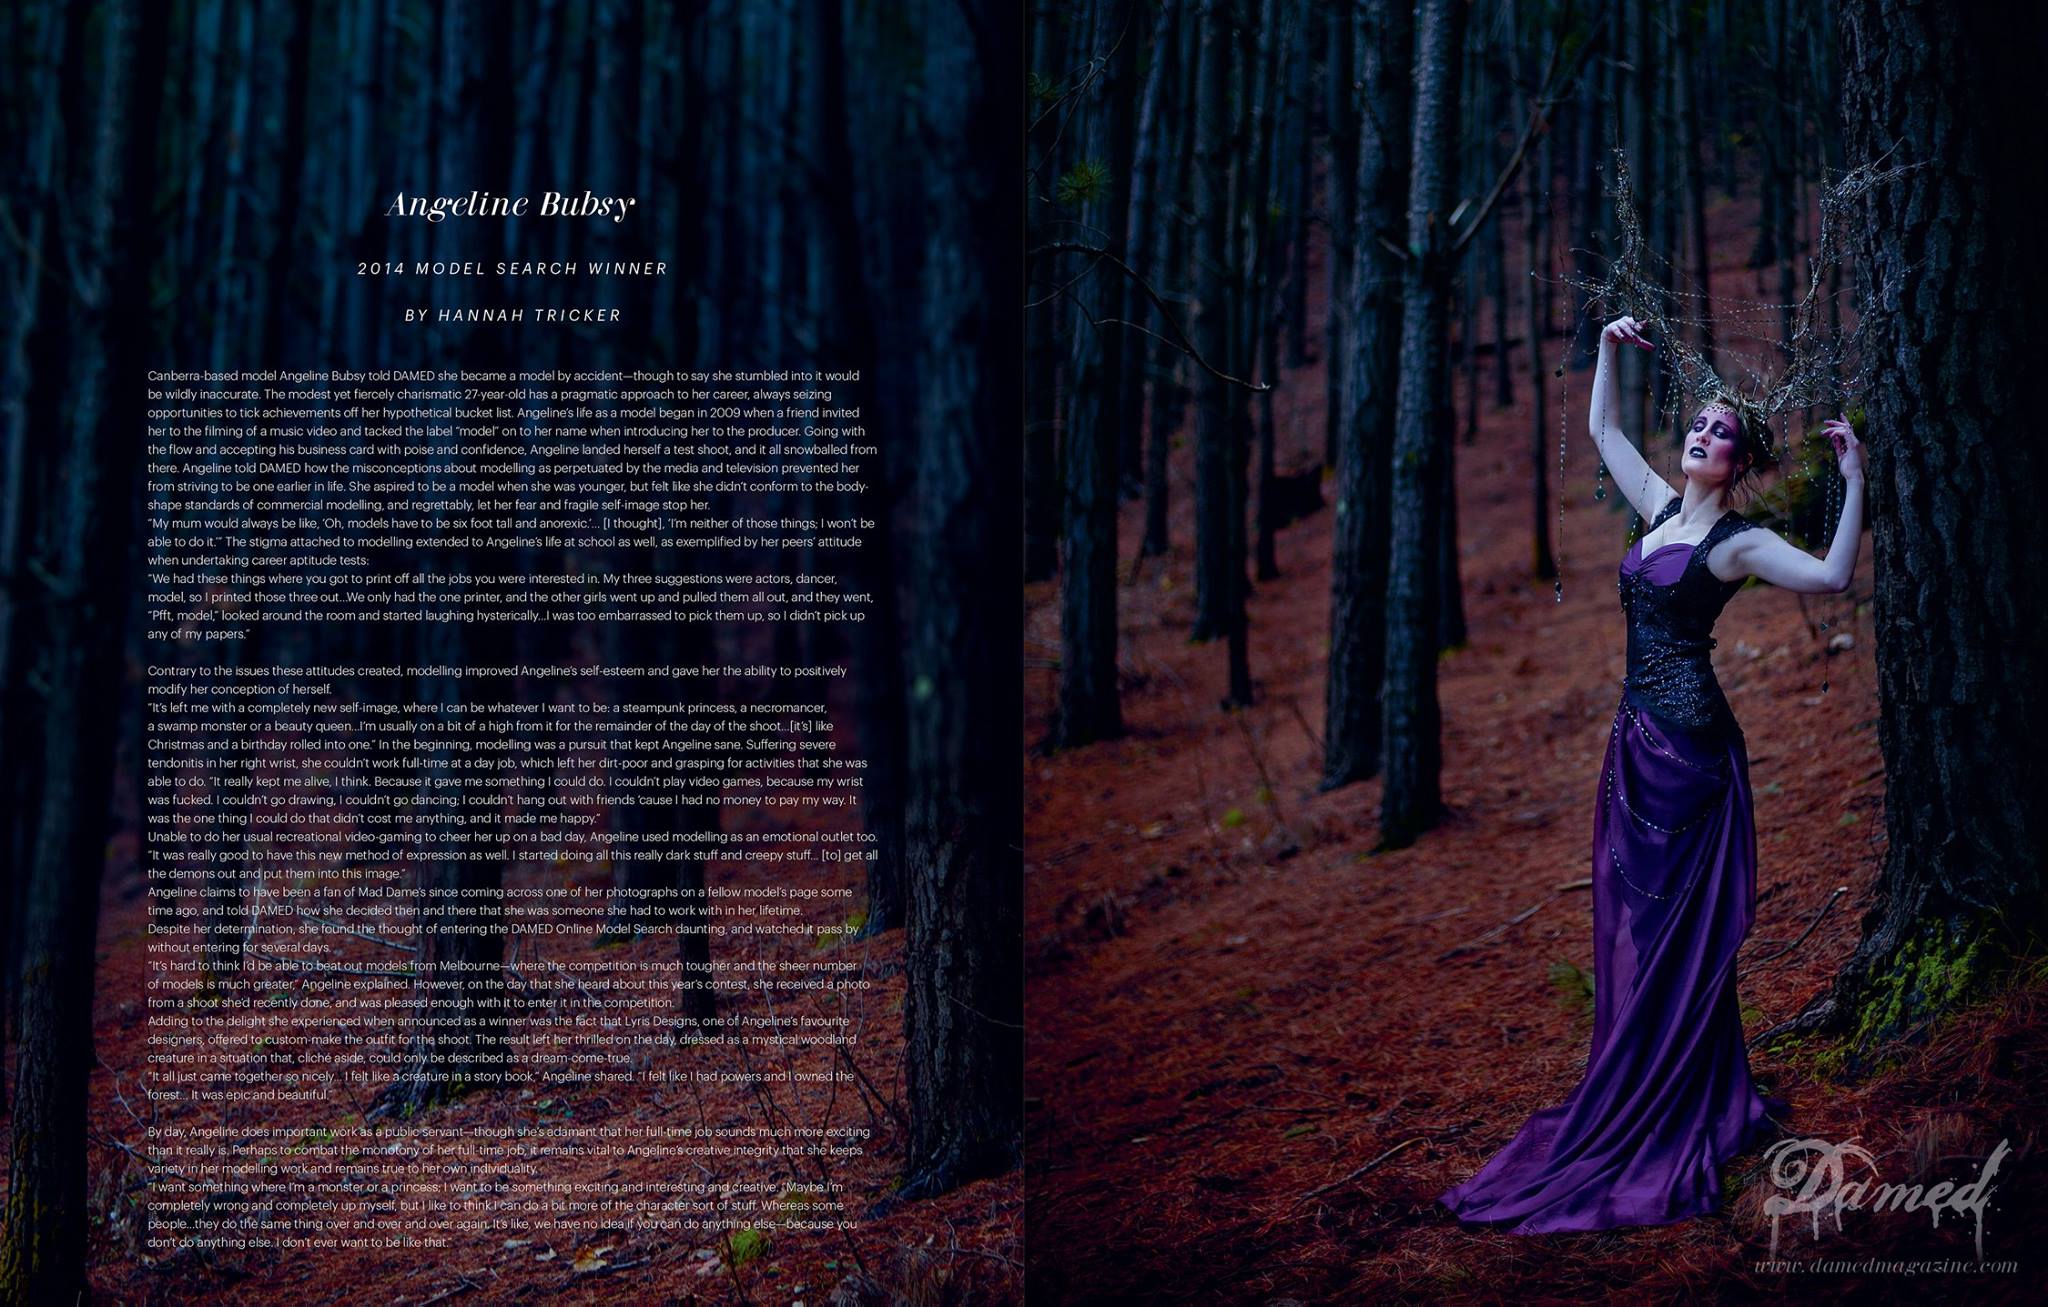 Angeline Bubsy
2014 MODEL SEARCH WINNER
BY HANNAH TRICKER
Canberra-based model Angeline Bubsy told DAMED she became a model by accident—though to say she stumbled into it would
be wildly inaccurate. The modest yet fiercely charismatic 27-year-old has a pragmatic approach to her career, always seizing
opportunities to tick achievements off her hypothetical bucket list. Angeline's life as a model began in 2009 when a friend invited
her to the filming of a music video and tacked the label "model" on to her name when introducing her to the producer. Going with
the flow and accepting his business card with poise and confidence, Angeline landed herself a test shoot, and it all snowballed from
there. Angeline told DAMED how the misconceptions about modelling as perpetuated by the media and television prevented her
from striving to be one earlier in life. She aspired to be a model when she was younger, but felt like she didn't conform to the body-
shape standards of commercial modelling, and regrettably, let her fear and fragile self-image stop her.
"My mum would always be like, 'Oh, models have to be six foot tall and anorexic.'... [I thought], 'I'm neither of those things; I won't be
able to do it.'" The stigma attached to modelling extended to Angeline's life at school as well, as exemplified by her peers' attitude
when undertaking career aptitude tests:
"We had these things where you got to print off all the jobs you were interested in. My three suggestions were actors, dancer,
model, so I printed those three out...We only had the one printer, and the other girls went up and pulled them all out, and they went,
"Pfft, model," looked around the room and started laughing hysterically...I was too embarrassed to pick them up, so I didn't pick up
any of my papers."
Contrary to the issues these attitudes created, modelling improved Angeline's self-esteem and gave her the ability to positively
modify her conception of herself.
"It's left me with a completely new self-image, where I can be whatever I want to be: a steampunk princess, a necromancer,
a swamp monster or a beauty queen...I'm usually on a bit of a high from it for the remainder of the day of the shoot...[it's] like
Christmas and a birthday rolled into one." In the beginning, modelling was a pursuit that kept Angeline sane. Suffering severe
tendonitis in her right wrist, she couldn't work full-time at a day job, which left her dirt-poor and grasping for activities that she was
able to do. "It really kept me alive, I think. Because it gave me something I could do. I couldn't play video games, because my wrist
was fucked. I couldn't go drawing, I couldn't go dancing; I couldn't hang out with friends 'cause I had no money to pay my way. It
was the one thing I could do that didn't cost me anything, and it made me happy."
Unable to do her usual recreational video-gaming to cheer her up on a bad day, Angeline used modelling as an emotional outlet too.
"It was really good to have this new method of expression as well. I started doing all this really dark stuff and creepy stuff... [to] get all
the demons out and put them into this image."
Angeline claims to have been a fan of Mad Dame's since coming across one of her photographs on a fellow model's page some
time ago, and told DAMED how she decided then and there that she was someone she had to work with in her lifetime.
Despite her determination, she found the thought of entering the DAMED Online Model Search daunting, and watched it pass by
without entering for several days.
"It's hard to think I'd be able to beat out models from Melbourne—where the competition is much tougher and the sheer number
of models is much greater," Angeline explained. However, on the day that she heard about this year's contest, she received a photo
from a shoot she'd recently done, and was pleased enough with it to enter it in the competition.
Adding to the delight she experienced when announced as a winner was the fact that Lyris Designs, one of Angeline's favourite
designers, offered to custom-make the outfit for the shoot. The result left her thrilled on the day, dressed as a mystical woodland
creature in a situation that, cliché aside, could only be described as a dream-come-true.
"It all just came together so nicely... I felt like a creature in a story book," Angeline shared. "I felt like I had powers and I owned the
forest... It was epic and beautiful."
By day, Angeline does important work as a public servant—though she's adamant that her full-time job sounds much more exciting
than it really is. Perhaps to combat the monotony of her full-time job, it remains vital to Angeline's creative integrity that she keeps
variety in her modelling work and remains true to her own individuality.
"I want something where I'm a monster or a princess; I want to be something exciting and interesting and creative. "Maybe I'm
completely wrong and completely up myself, but I like to think I can do a bit more of the character sort of stuff. Whereas some
people...they do the same thing over and over and over again. It's like, we have no idea if you can do anything else—because you
don't do anything else. I don't ever want to be like that."
Damed
www.damedmagazine.com